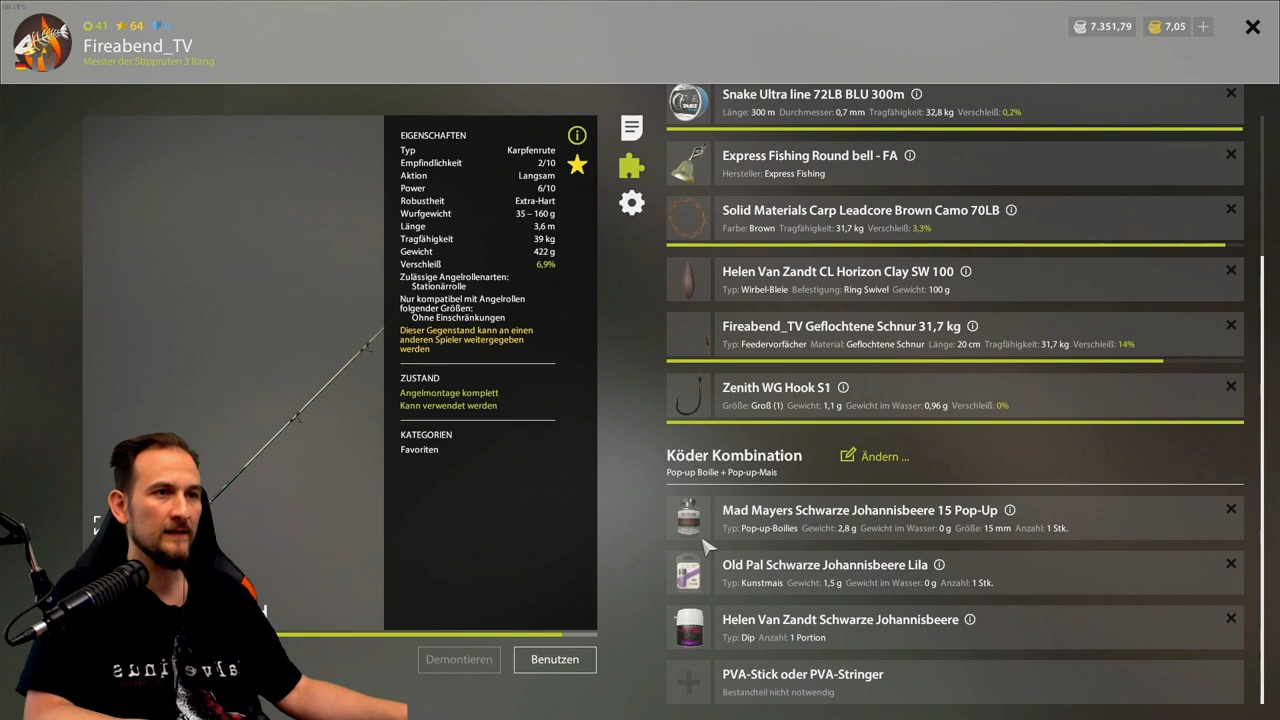 41 64 0
Fireabend_TV
Meister der Stippruten 3 Rang
7.351,79 7,05
EIGENSCHAFTEN
Typ Karpfenrute
Empfindlichkeit 2/10
Aktion Langsam
Power 6/10
Robustheit Extra-Hart
Wurfgewicht 35 – 160 g
Länge 3,6 m
Tragfähigkeit 39 kg
Gewicht 422 g
Verschleiß 6,9%
Zulässige Angelrollenarten:
Stationärrolle
Nur kompatibel mit Angelrollen
folgender Größen:
Ohne Einschränkungen
Dieser Gegenstand kann an einen
anderen Spieler weitergegeben
werden
ZUSTAND
Angelmontage komplett
Kann verwendet werden
KATEGORIEN
Favoriten
Demontieren Benutzen
Snake Ultra line 72LB BLU 300m
Länge: 300 m Durchmesser: 0,7 mm Tragfähigkeit: 32,8 kg Verschleiß: 0,2%
Express Fishing Round bell - FA
Hersteller: Express Fishing
Solid Materials Carp Leadcore Brown Camo 70LB
Farbe: Brown Tragfähigkeit: 31,7 kg Verschleiß: 3,3%
Helen Van Zandt CL Horizon Clay SW 100
Typ: Wirbel-Bleie Befestigung: Ring Swivel Gewicht: 100 g
Fireabend_TV Geflochtene Schnur 31,7 kg
Typ: Feedervorfächer Material: Geflochtene Schnur Länge: 20 cm Tragfähigkeit: 31,7 kg Verschleiß: 14%
Zenith WG Hook S1
Größe: Groß (1) Gewicht: 1,1 g Gewicht im Wasser: 0,96 g Verschleiß: 0%
Köder Kombination Ändern ...
Pop-up Boilie + Pop-up-Mais
Mad Mayers Schwarze Johannisbeere 15 Pop-Up
Typ: Pop-up-Boilies Gewicht: 2,8 g Gewicht im Wasser: 0 g Größe: 15 mm Anzahl: 1 Stk.
Old Pal Schwarze Johannisbeere Lila
Typ: Kunstmais Gewicht: 1,5 g Gewicht im Wasser: 0 g Anzahl: 1 Stk.
Helen Van Zandt Schwarze Johannisbeere
Typ: Dip Anzahl: 1 Portion
PVA-Stick oder PVA-Stringer
Bestandteil nicht notwendig